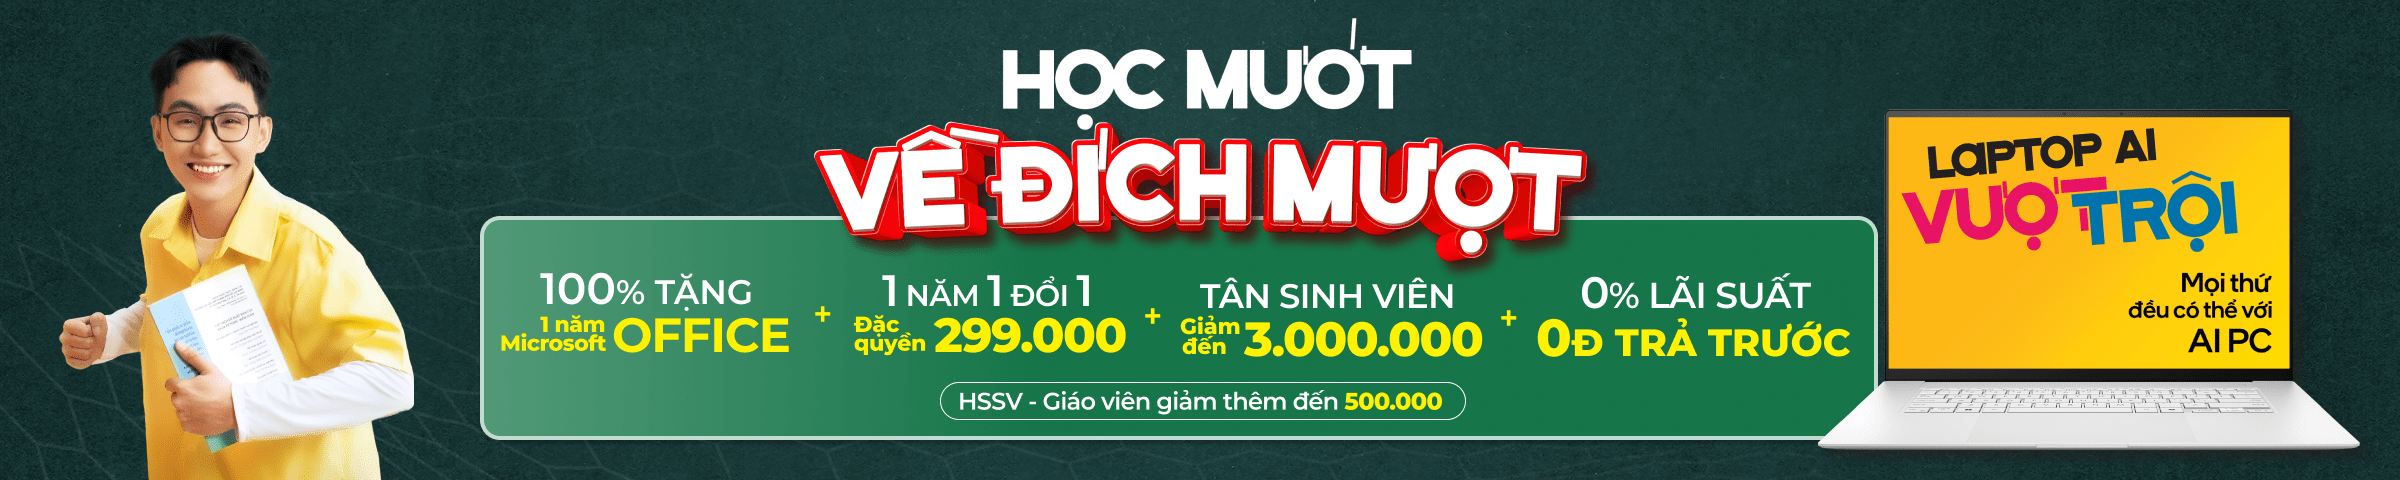 HỌC MƯỚT
VỀ ĐÍCH MƯỢT
100% TẶNG
1 năm
Microsoft OFFICE
+
1 NĂM 1 ĐỔI 1
Đặc
quyền 299.000
+
TÂN SINH VIÊN
Giảm
đến 3.000.000
+
0% LÃI SUẤT
0Đ TRẢ TRƯỚC
HSSV - Giáo viên giảm thêm đến 500.000
LAPTOP AI
VƯỢT TRỘI
Mọi thứ
đều có thể với
AI PC